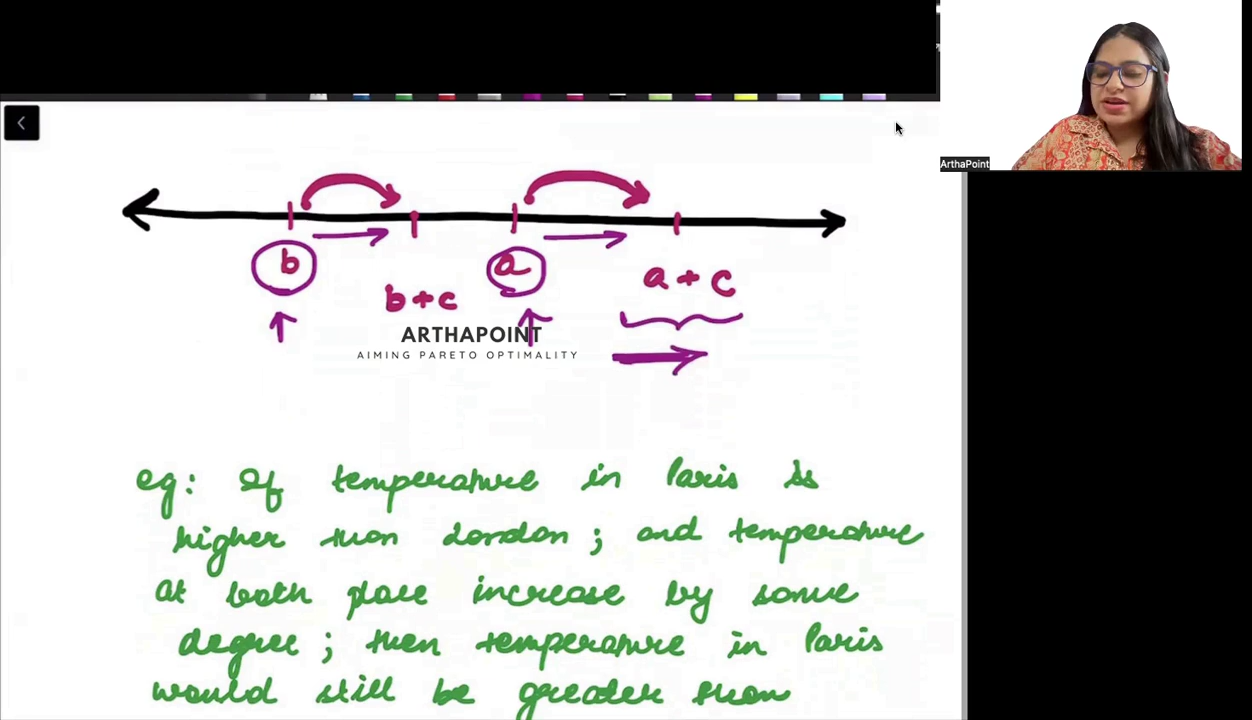 ArthaPoint
b
a
b+c
a + c
ARTHAPOINT
AIMING PARETO OPTIMALITY
eg: If temperature in Paris is
higher than London ; and temperature
at both place increase by same
degree ; then temperature in Paris
would still be greater than